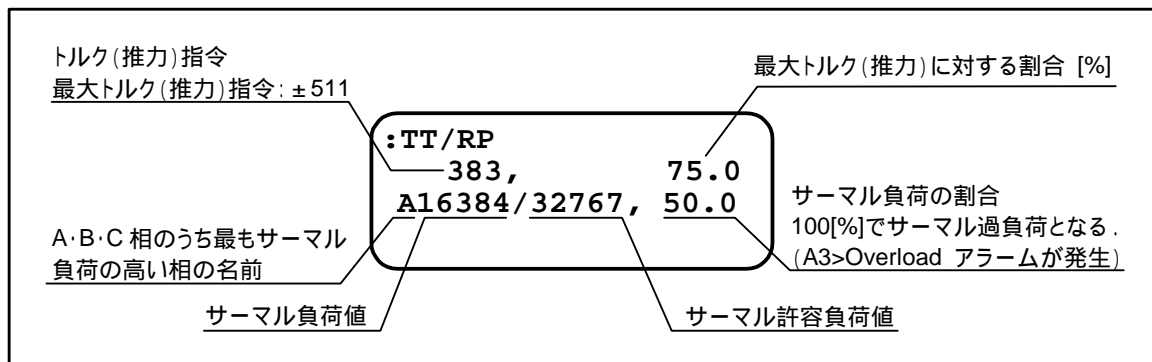 トルク(推力)指令
最大トルク(推力)指令:±511
最大トルク(推力)に対する割合 [%]
:TT/RP
383, 75.0
A16384/32767, 50.0
サーマル負荷の割合
100[%]でサーマル過負荷となる.
(A3>Overload アラームが発生)
A·B·C 相のうち最もサーマル
負荷の高い相の名前
サーマル負荷値
サーマル許容負荷値